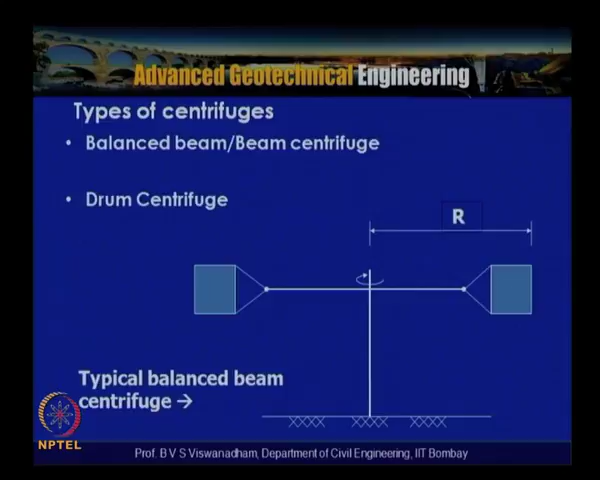 Advanced Geotechnical Engineering
Types of centrifuges
• Balanced beam/Beam centrifuge
• Drum Centrifuge
R
Typical balanced beam
centrifuge →
NPTEL
Prof. B V S Viswanadham, Department of Civil Engineering, IIT Bombay